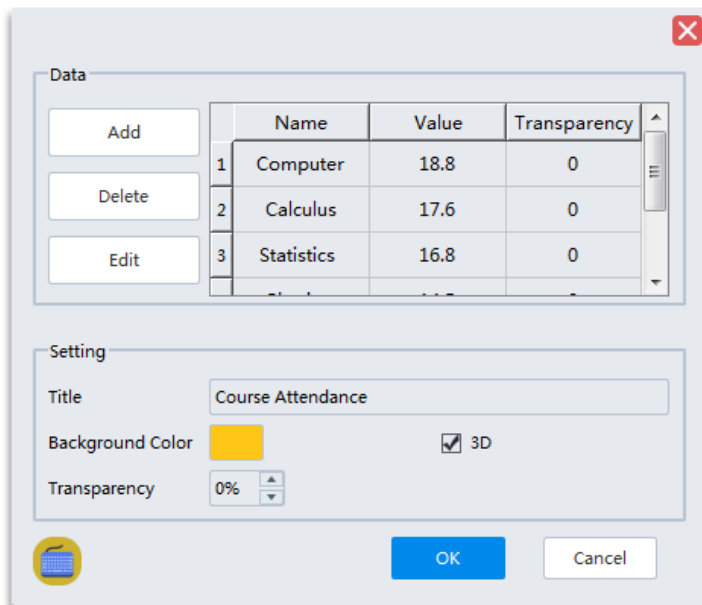 Data
Add
Delete
Edit
Name Value Transparency
1 Computer 18.8 0
2 Calculus 17.6 0
3 Statistics 16.8 0
Setting
Title Course Attendance
Background Color 3D
Transparency 0%
OK Cancel